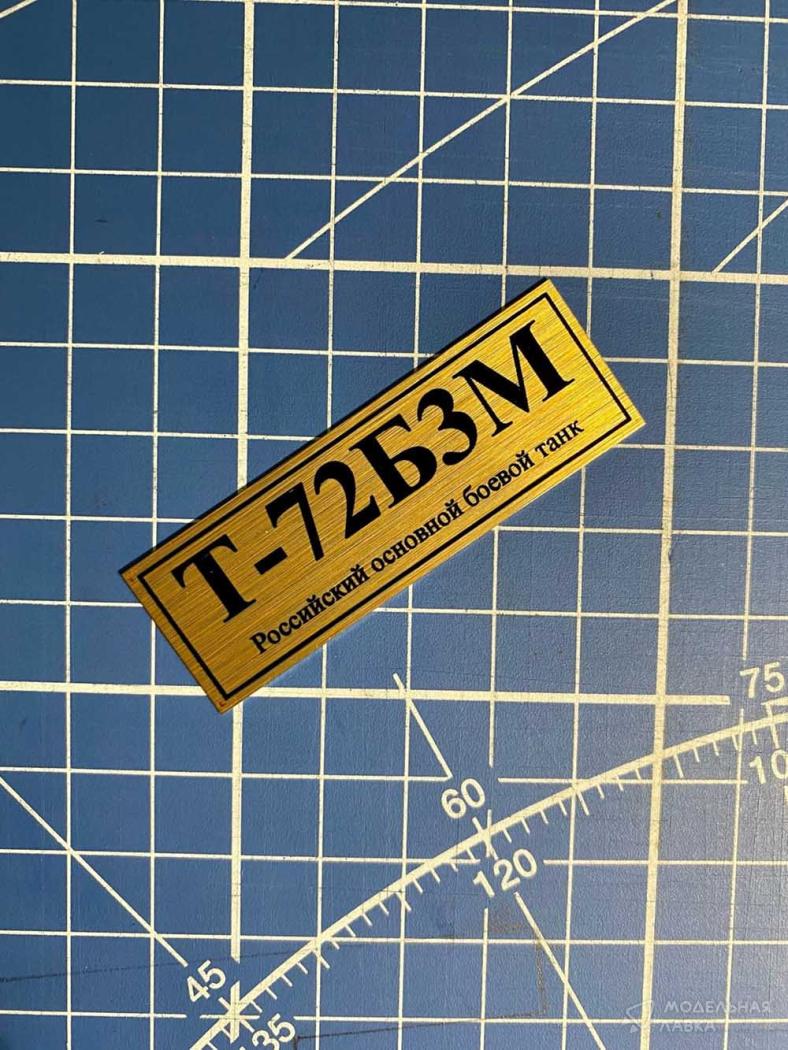 Т-72Б3М
Российский основной боевой танк
75
60
120
45
МОДЕЛЬНАЯ
ЛАВКА